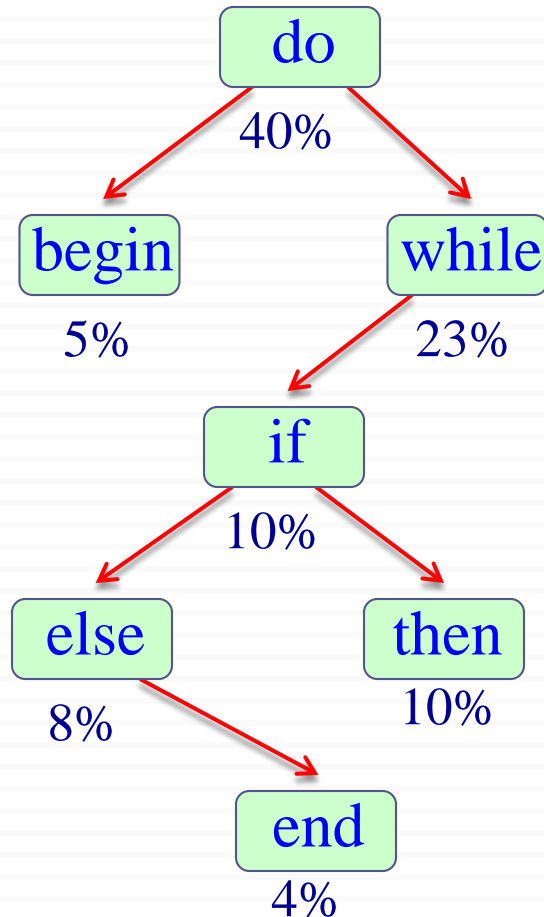 do
40%
begin
while
5%
23%
if
10%
else
then
8%
10%
end
4%